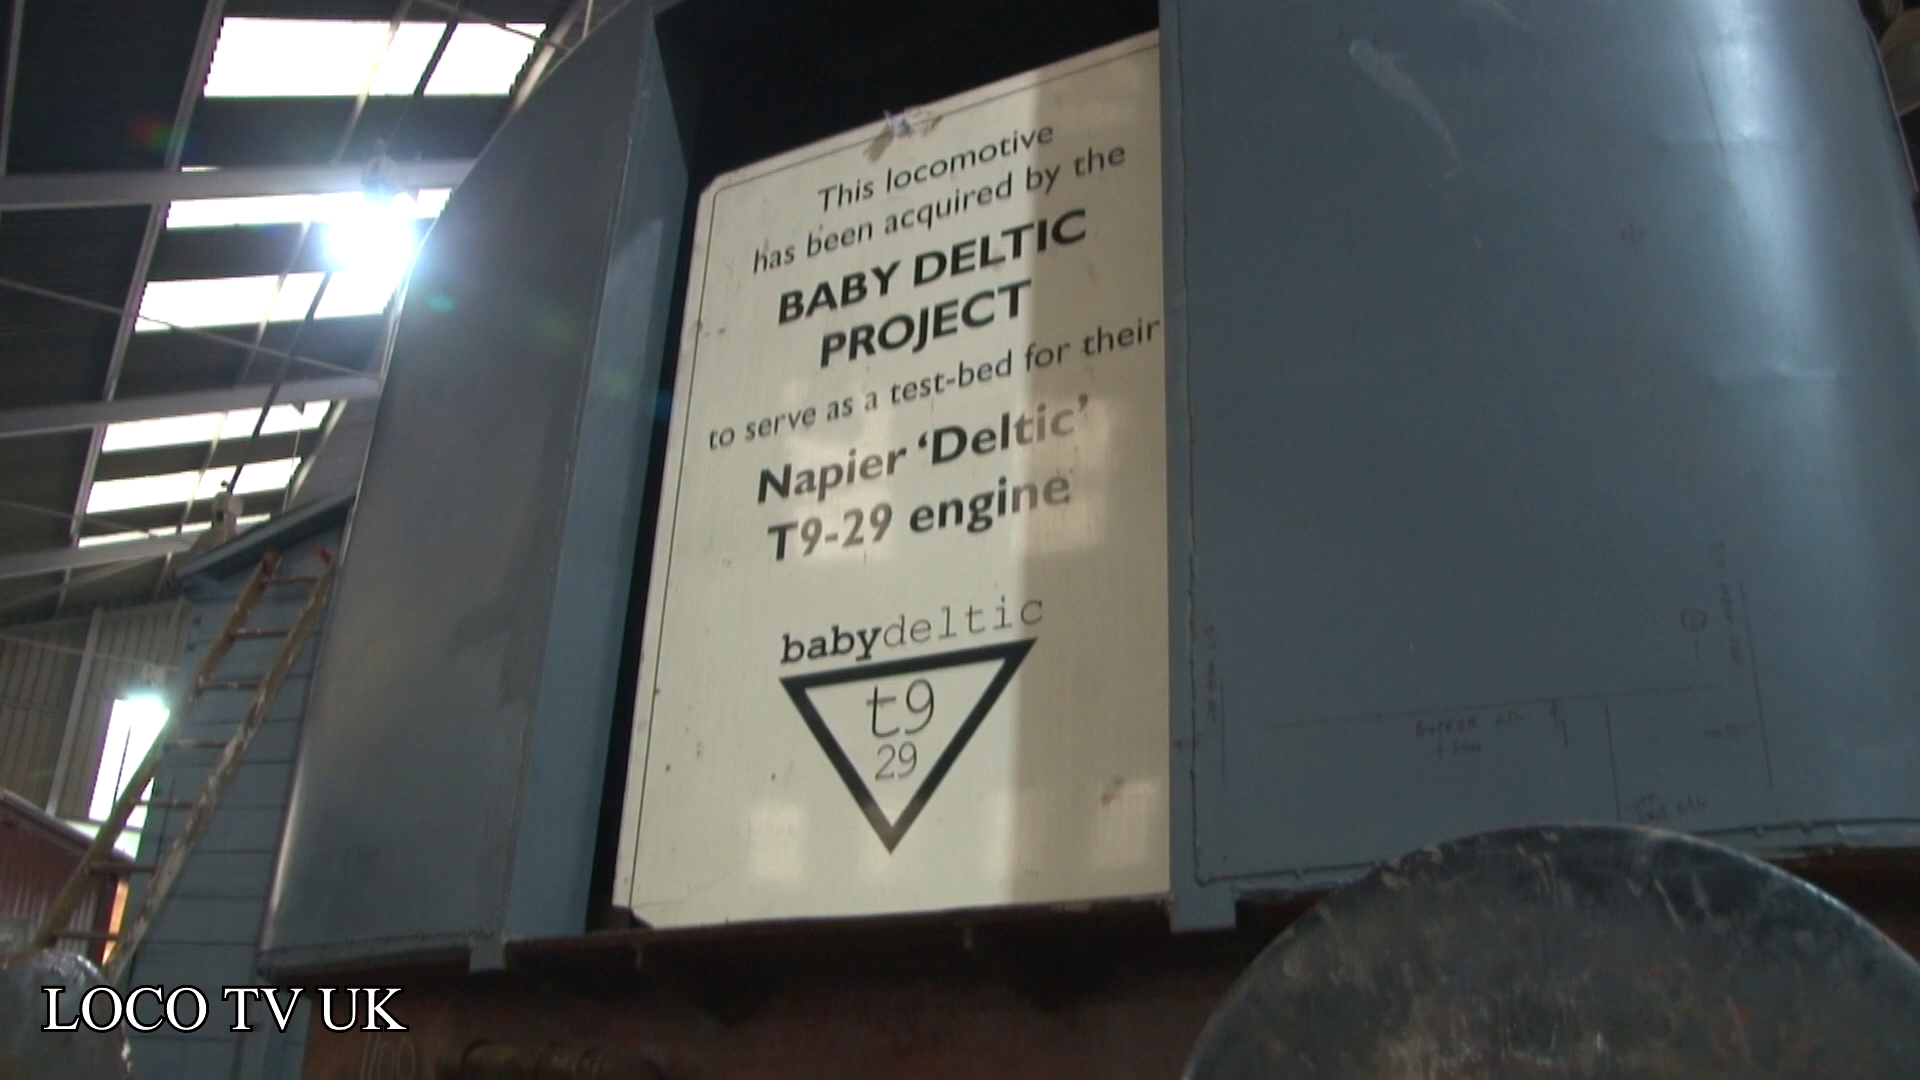 This locomotive
has been acquired by the
BABY DELTIC
PROJECT
to serve as a test-bed for their
Napier ‘Deltic’
T9-29 engine
babydeltic
t9
29
LOCO TV UK